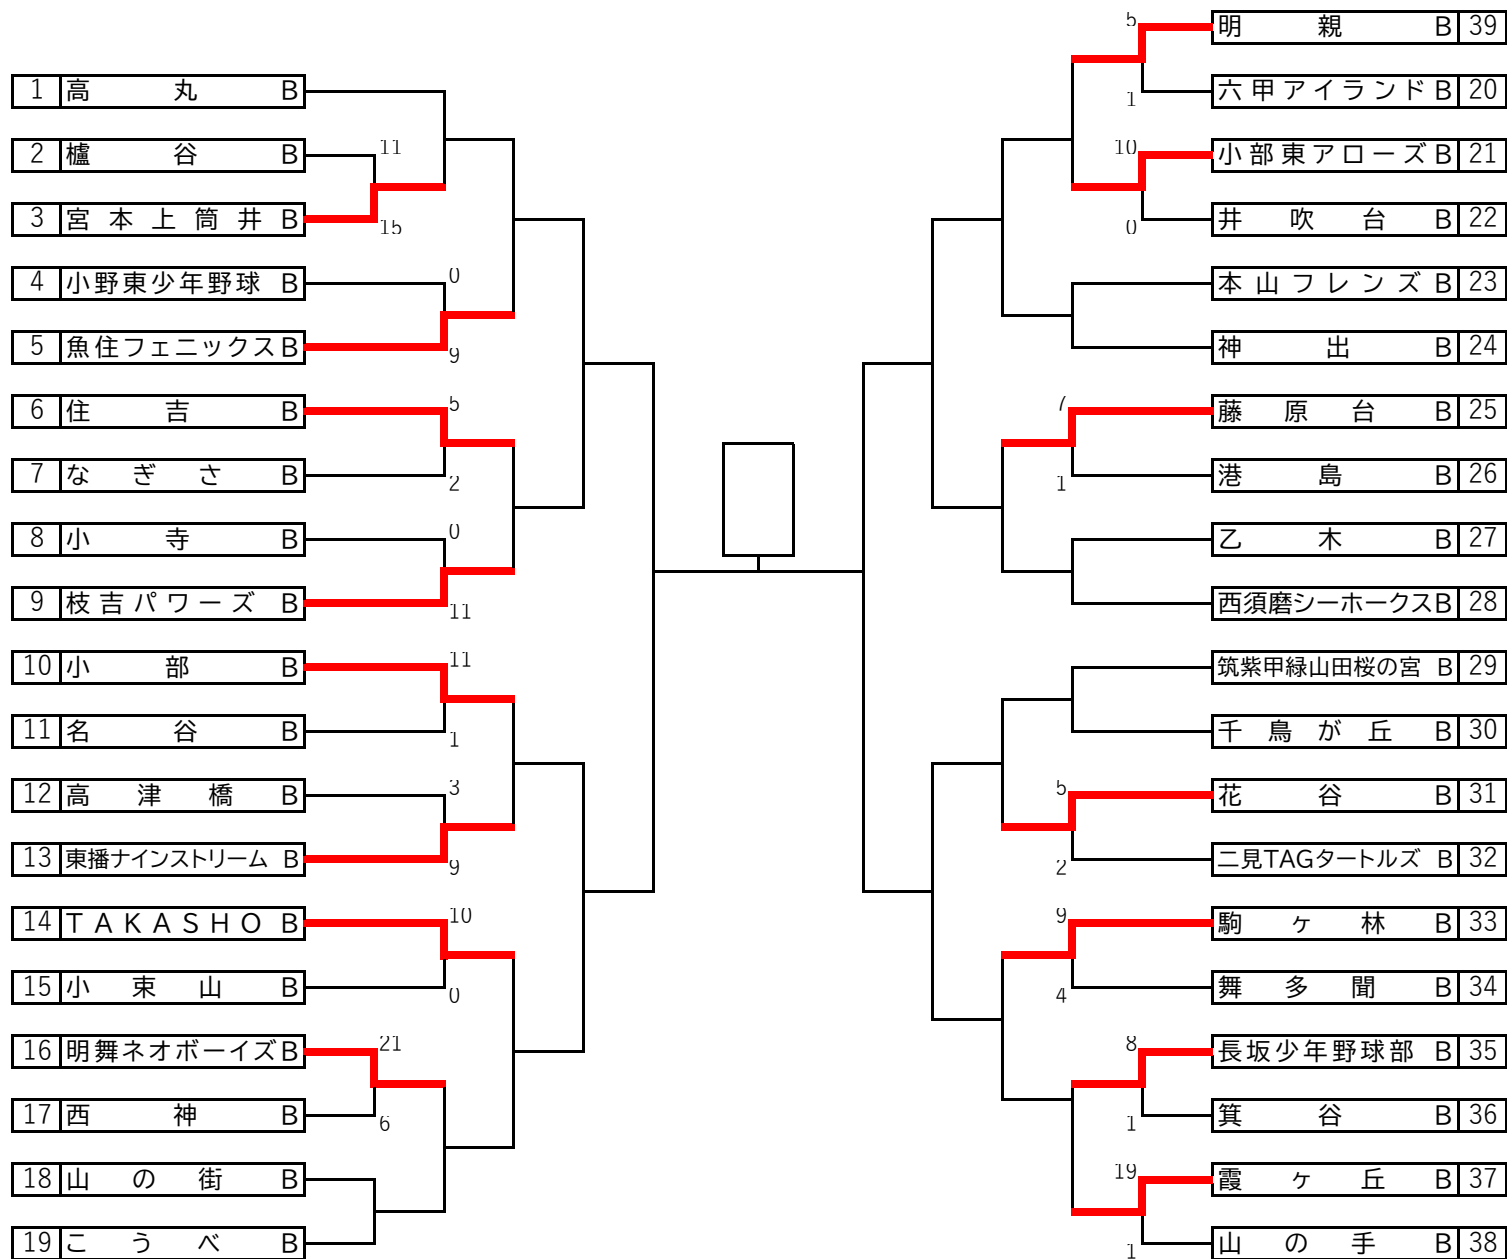 1 高丸 B
2 櫨谷 B
11
3 宮本上筒井 B
15
4 小野東少年野球 B
0
5 魚住フェニックス B
9
6 住吉 B
5
7 なぎさ B
2
8 小寺 B
0
9 枝吉パワーズ B
11
10 小部 B
11
11 名谷 B
1
12 高津橋 B
3
13 東播ナインストリーム B
9
14 TAKASHO B
10
15 小束山 B
0
16 明舞ネオボーイズ B
21
17 西神 B
6
18 山の街 B
19 こうべ B
5
明親 B 39
1
六甲アイランド B 20
10
小部東アローズ B 21
0
井吹台 B 22
本山フレンズ B 23
神出 B 24
7
藤原台 B 25
1
港島 B 26
乙木 B 27
西須磨シーホークス B 28
筑紫甲緑山田桜の宮 B 29
千鳥が丘 B 30
5
花谷 B 31
2
二見TAGタートルズ B 32
9
駒ヶ林 B 33
4
舞多聞 B 34
8
長坂少年野球部 B 35
1
箕谷 B 36
19
霞ヶ丘 B 37
1
山の手 B 38